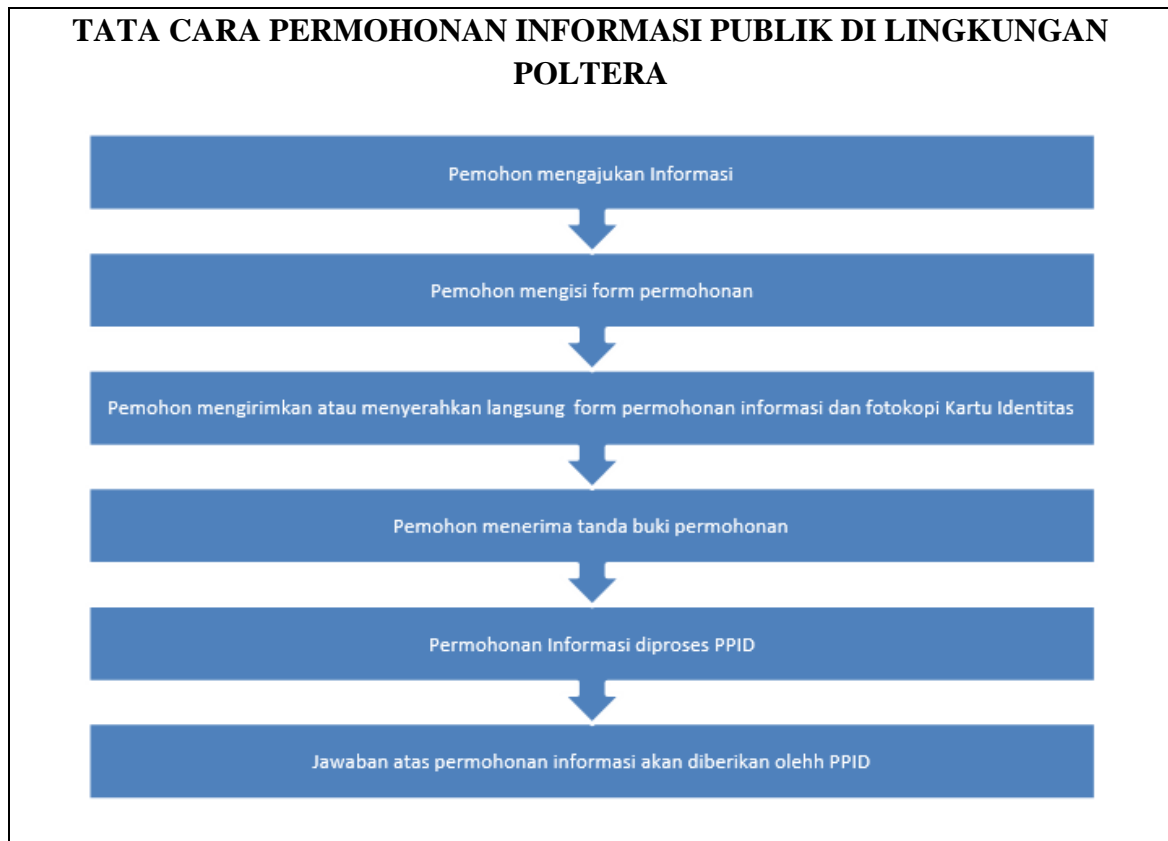 TATA CARA PERMOHONAN INFORMASI PUBLIK DI LINGKUNGAN
POLTERA
Pemohon mengajukan Informasi
Pemohon mengisi form permohonan
Pemohon mengirimkan atau menyerahkan langsung form permohonan informasi dan fotokopi Kartu Identitas
Pemohon menerima tanda buki permohonan
Permohonan Informasi diproses PPID
Jawaban atas permohonan informasi akan diberikan olehh PPID